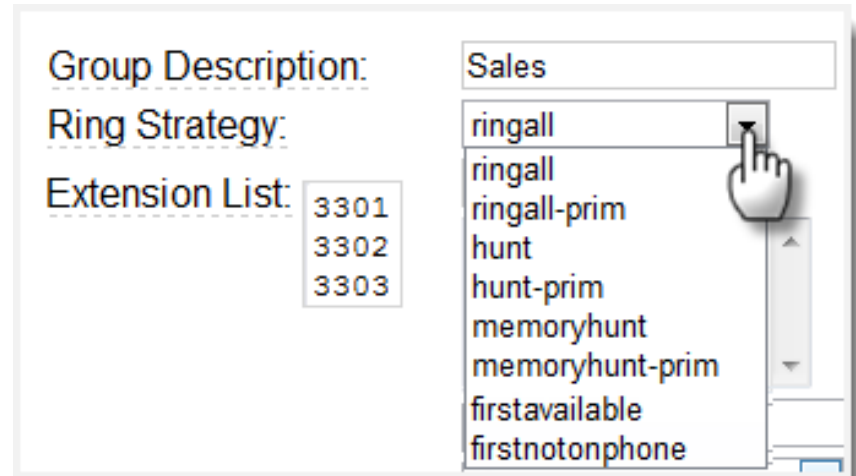 Group Description: Sales
Ring Strategy: ringall
Extension List:
3301
3302
3303
ringall
ringall-prim
hunt
hunt-prim
memoryhunt
memoryhunt-prim
firstavailable
firstnotonphone